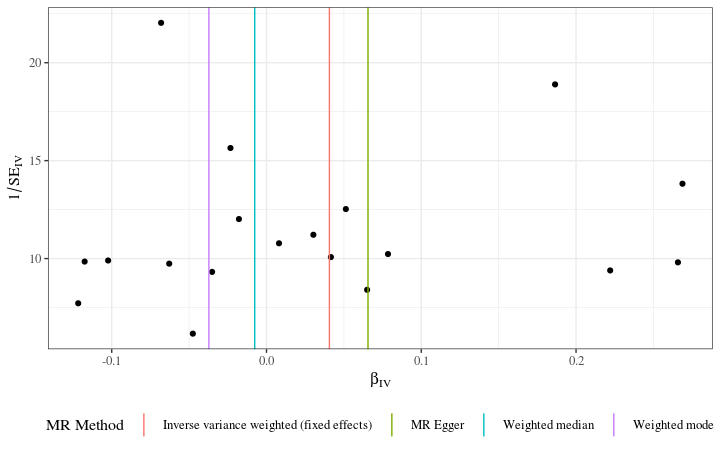 20
15
10
1/SE_IV
-0.1 0.0 0.1 0.2
β_IV
MR Method Inverse variance weighted (fixed effects) MR Egger Weighted median Weighted mode